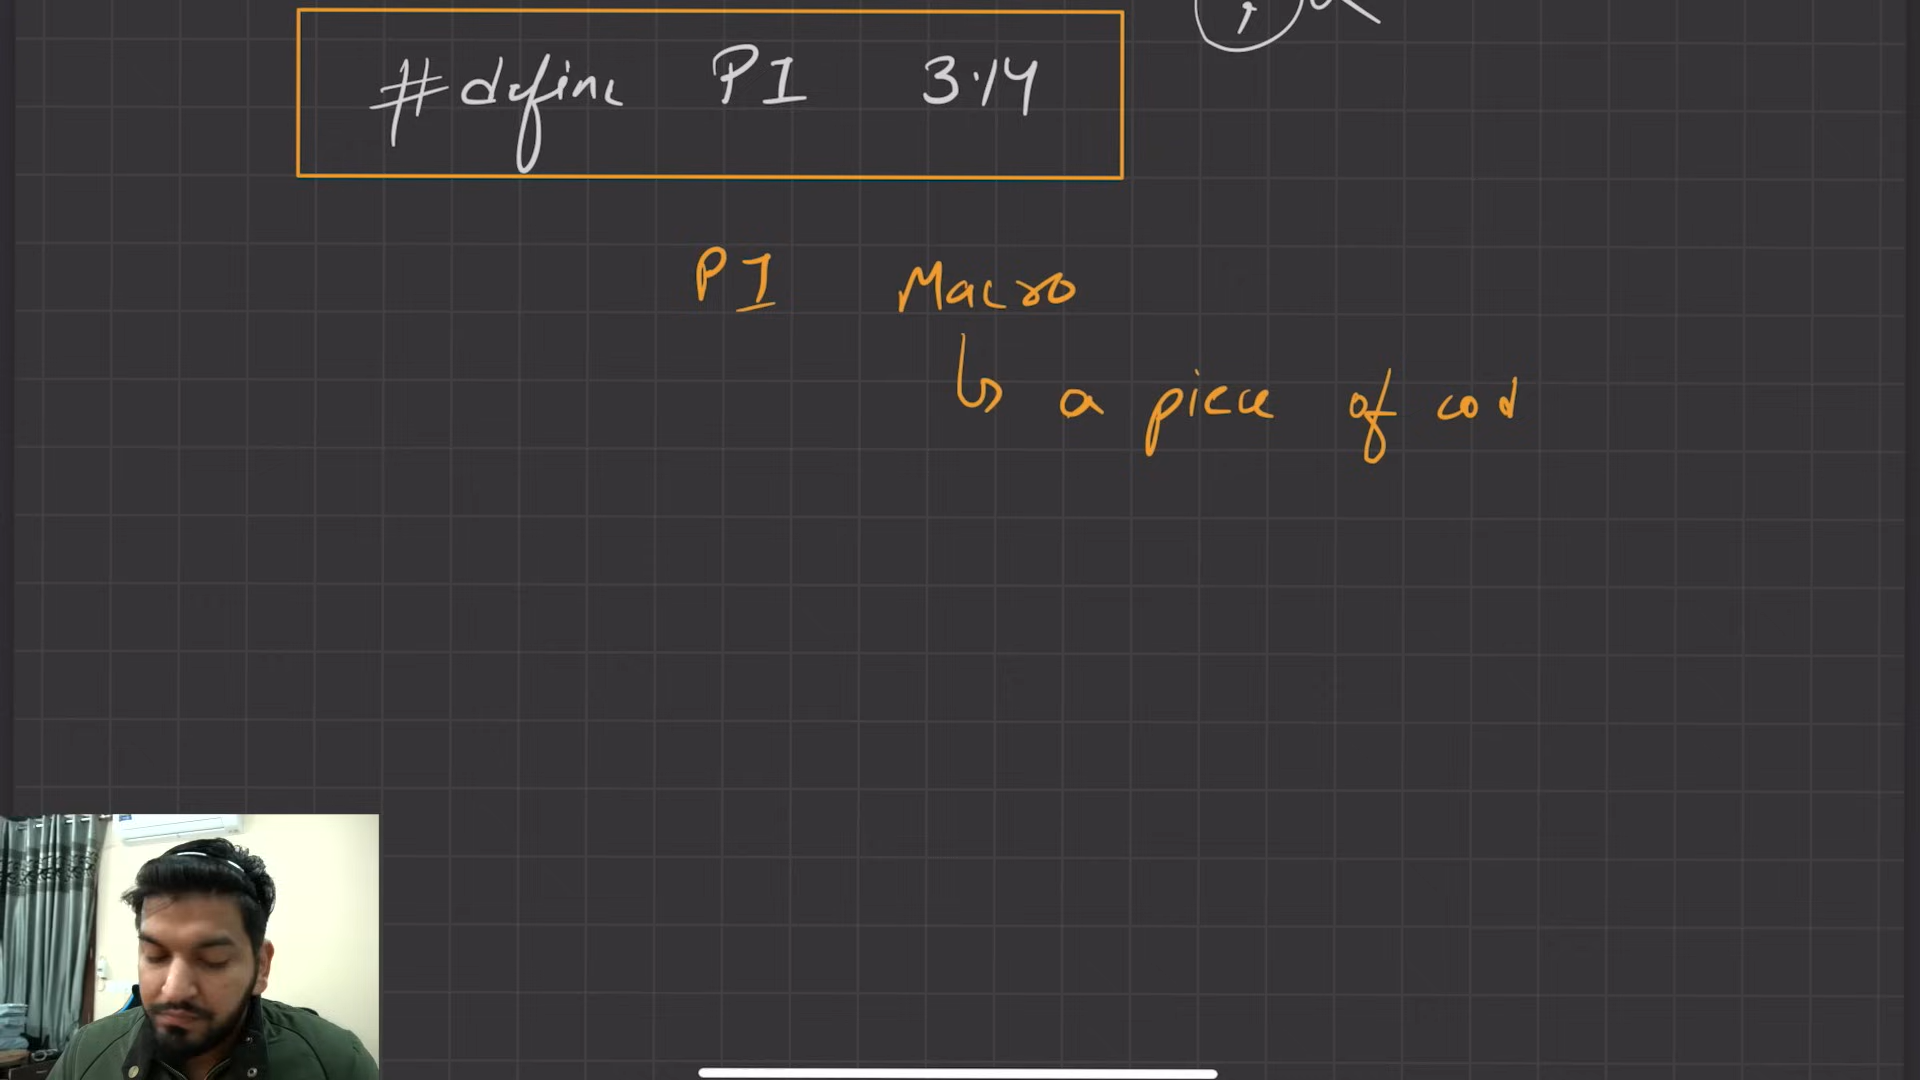 ;
#define PI 3.14
PI Macro
a piece of cod